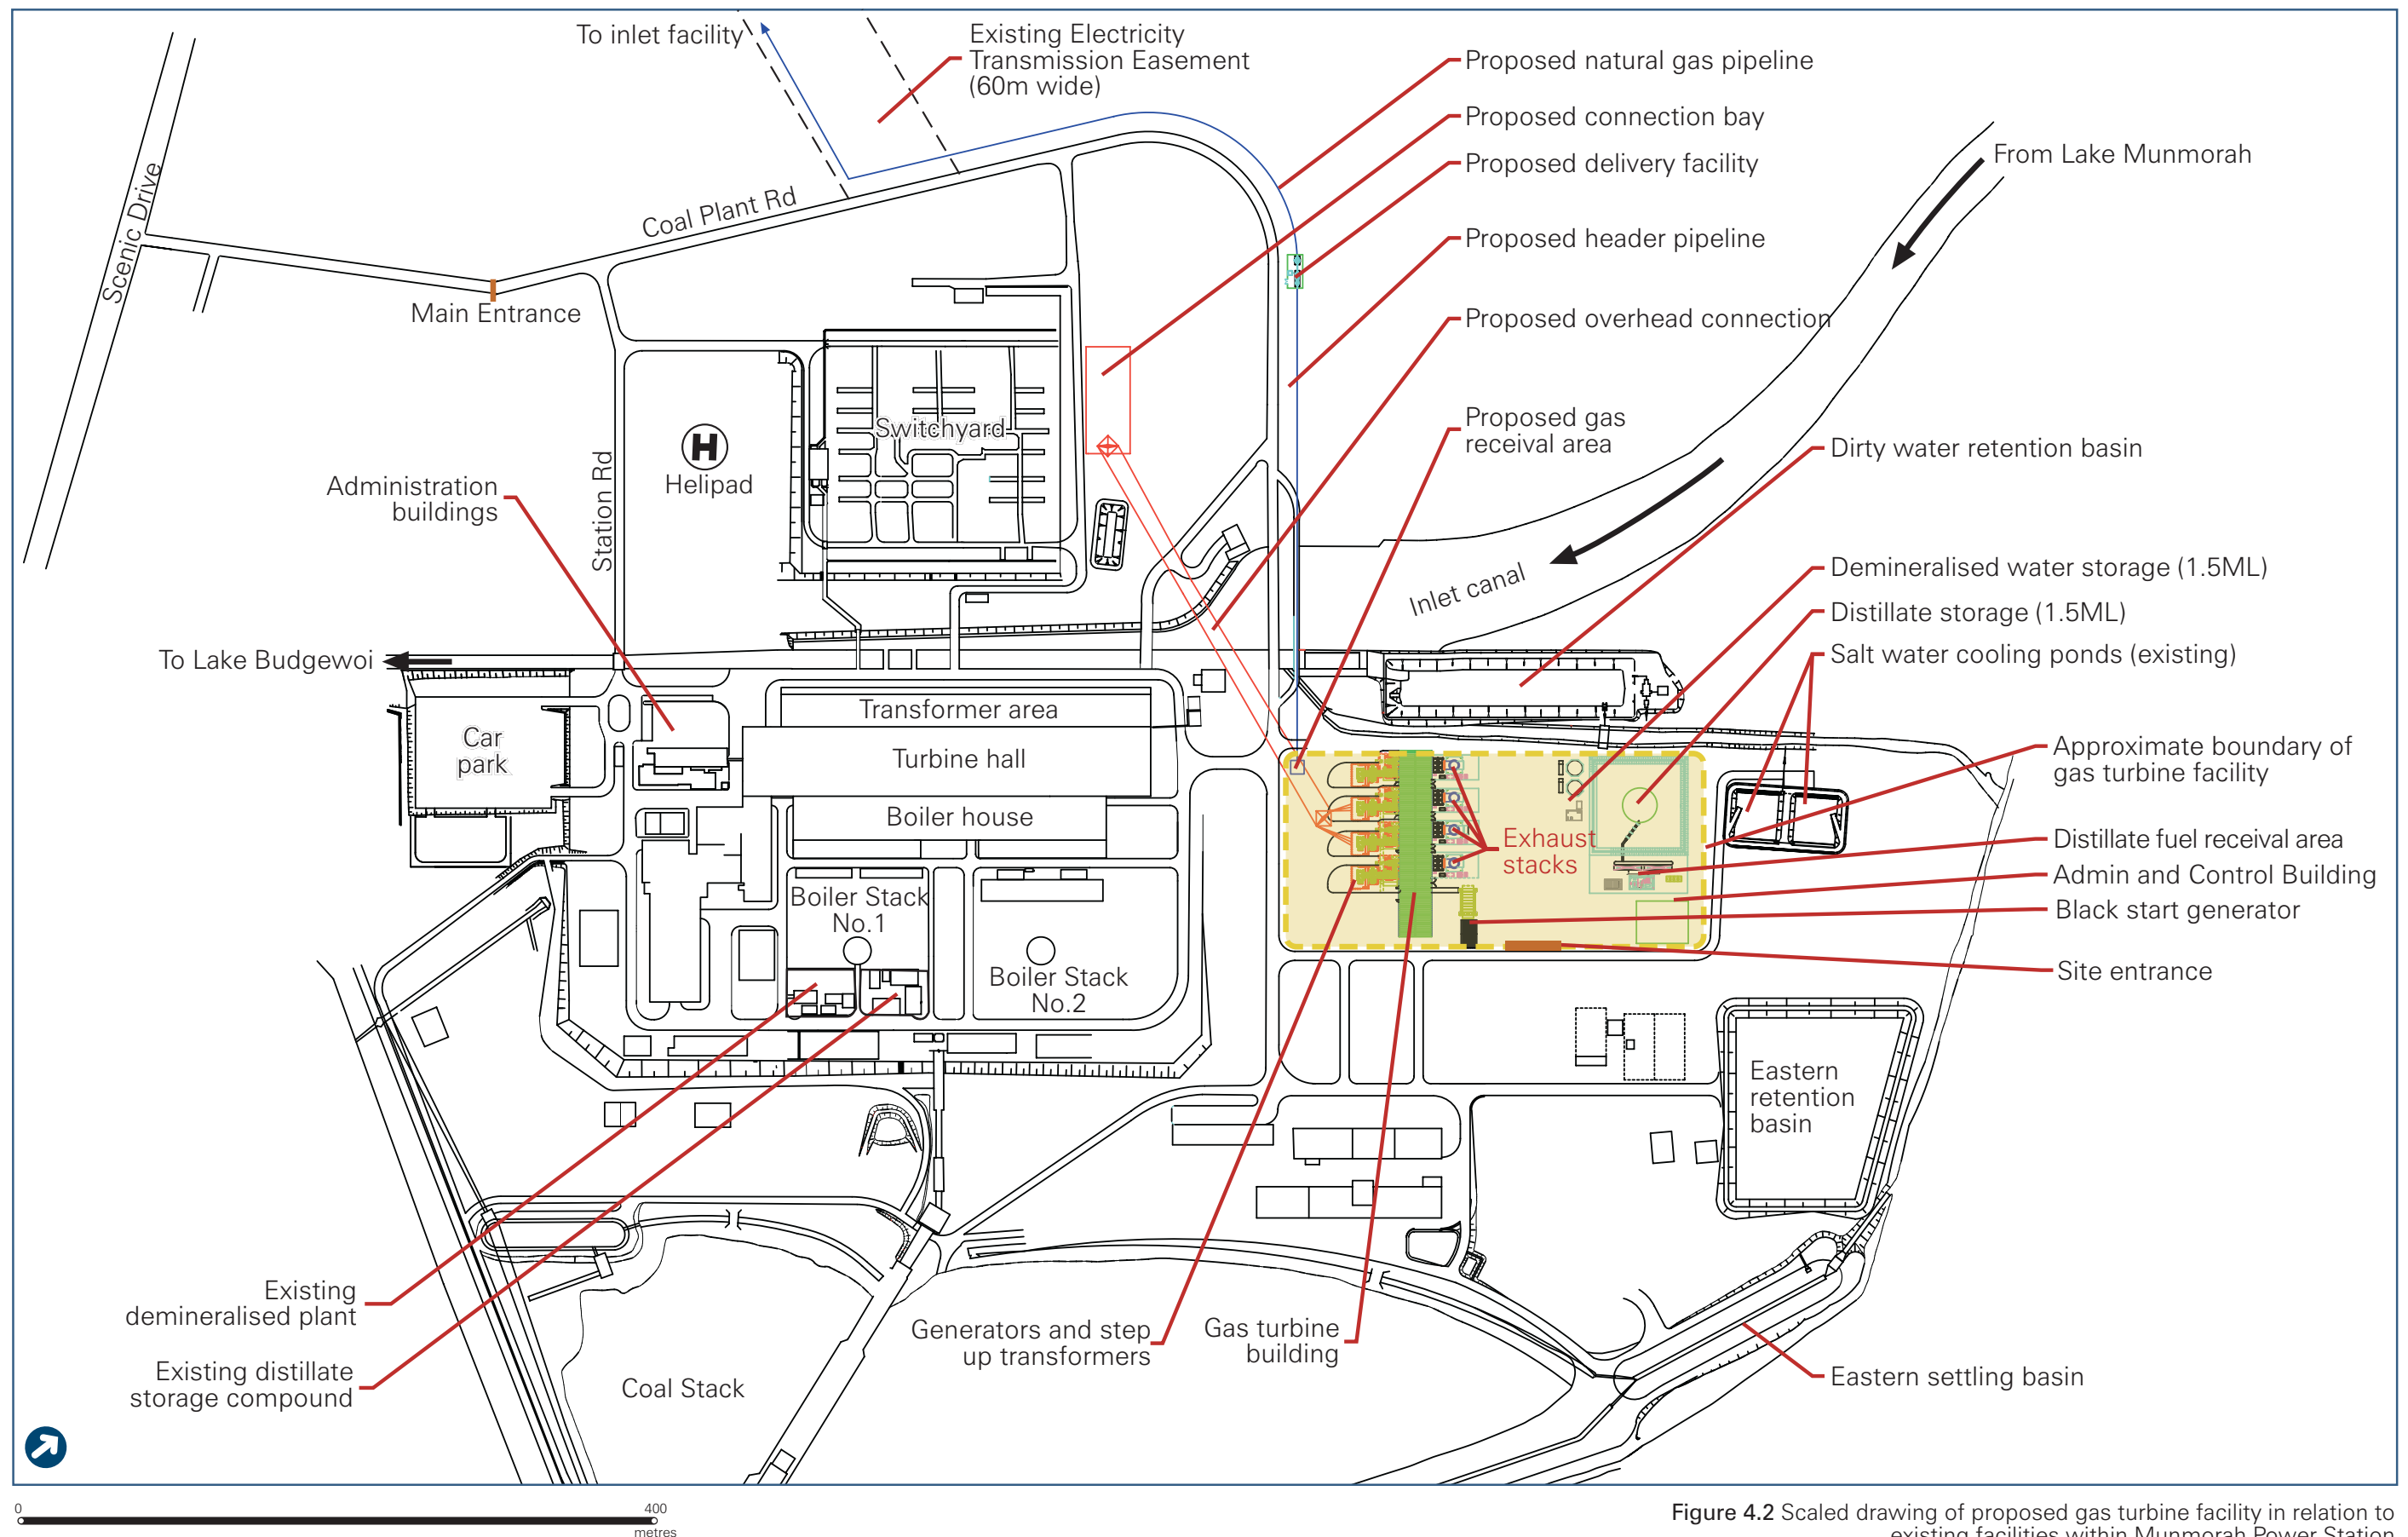 To inlet facility
Existing Electricity
Transmission Easement
(60m wide)
Proposed natural gas pipeline
Proposed connection bay
Proposed delivery facility
From Lake Munmorah
Scenic Drive
Coal Plant Rd
Main Entrance
Proposed header pipeline
Proposed overhead connection
Proposed gas
receival area
Dirty water retention basin
Switchyard
H
Helipad
Station Rd
Administration
buildings
Inlet canal
Demineralised water storage (1.5ML)
Distillate storage (1.5ML)
Salt water cooling ponds (existing)
To Lake Budgewoi
Transformer area
Turbine hall
Boiler house
Car
park
Approximate boundary of
gas turbine facility
Exhaust
stacks
Distillate fuel receival area
Admin and Control Building
Black start generator
Site entrance
Boiler Stack
No.1
Boiler Stack
No.2
Eastern
retention
basin
Existing
demineralised plant
Existing distillate
storage compound
Generators and step
up transformers
Gas turbine
building
Coal Stack
Eastern settling basin
0
400
metres
Figure 4.2 Scaled drawing of proposed gas turbine facility in relation to
existing facilities within Munmorah Power Station